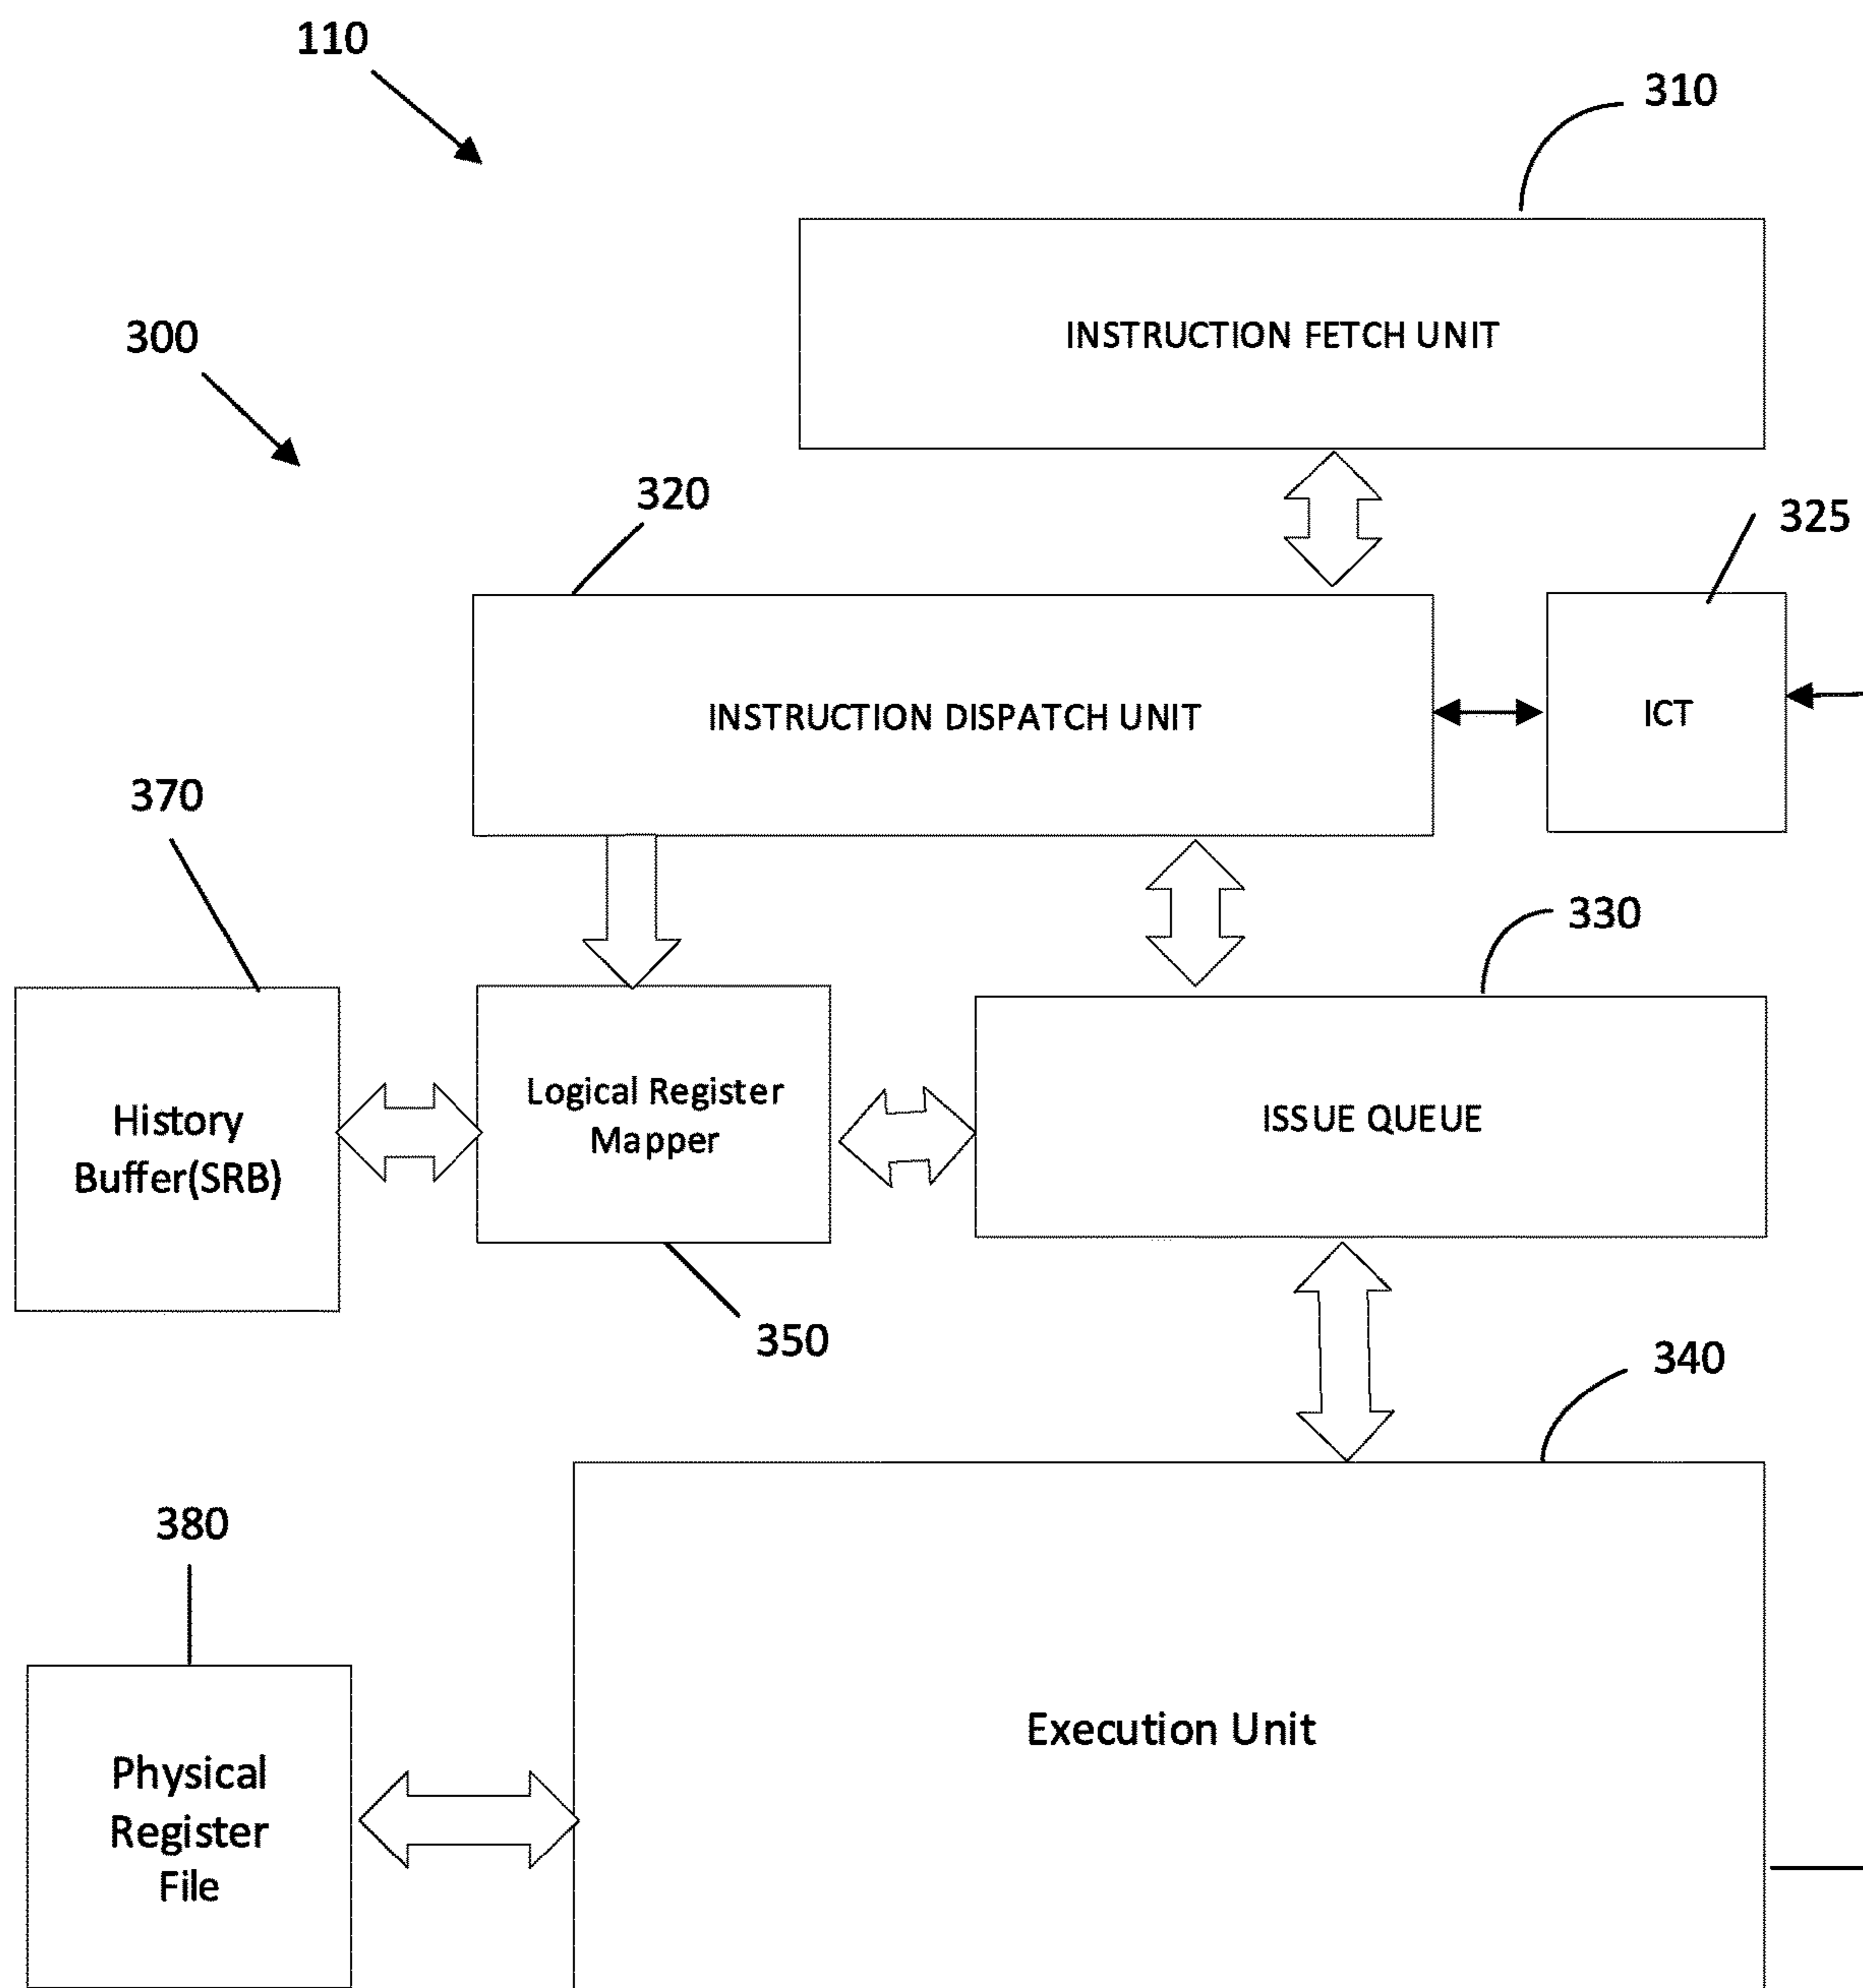 110
310
INSTRUCTION FETCH UNIT
300
320
325
INSTRUCTION DISPATCH UNIT
ICT
370
330
History
Buffer(SRB)
Logical Register
Mapper
ISSUE QUEUE
350
340
380
Execution Unit
Physical
Register
File